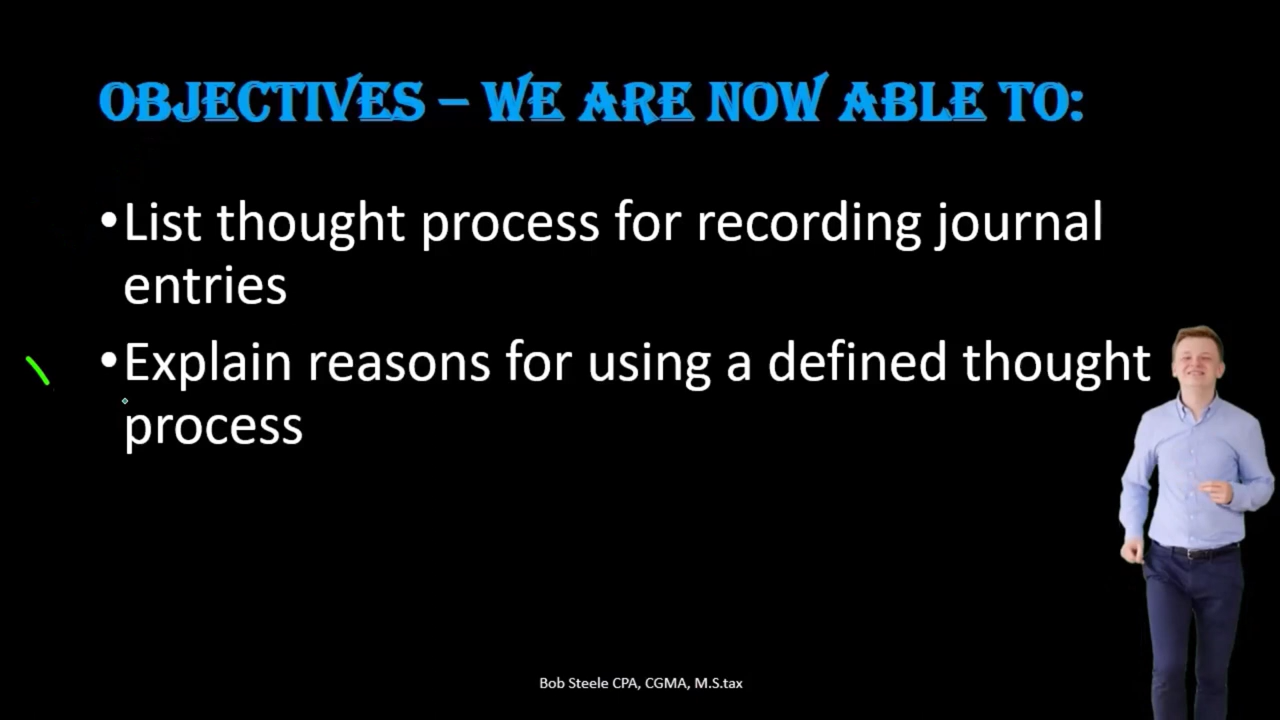 OBJECTIVES – WE ARE NOW ABLE TO:
•List thought process for recording journal
entries
•Explain reasons for using a defined thought
process
Bob Steele CPA, CGMA, M.S.tax